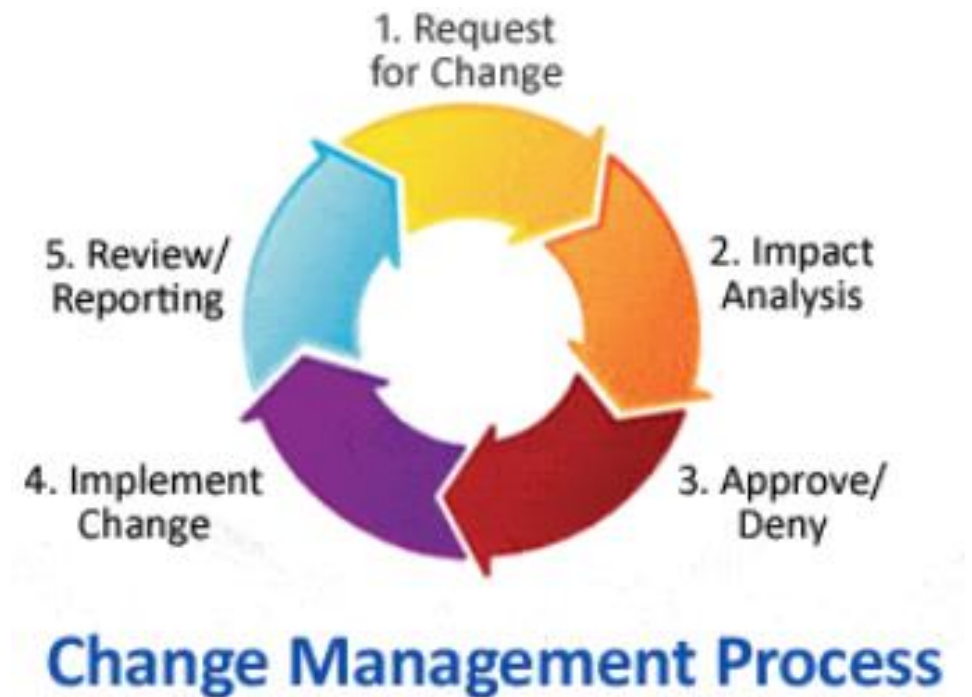 1. Request
for Change
2. Impact
Analysis
3. Approve/
Deny
4. Implement
Change
5. Review/
Reporting
Change Management Process